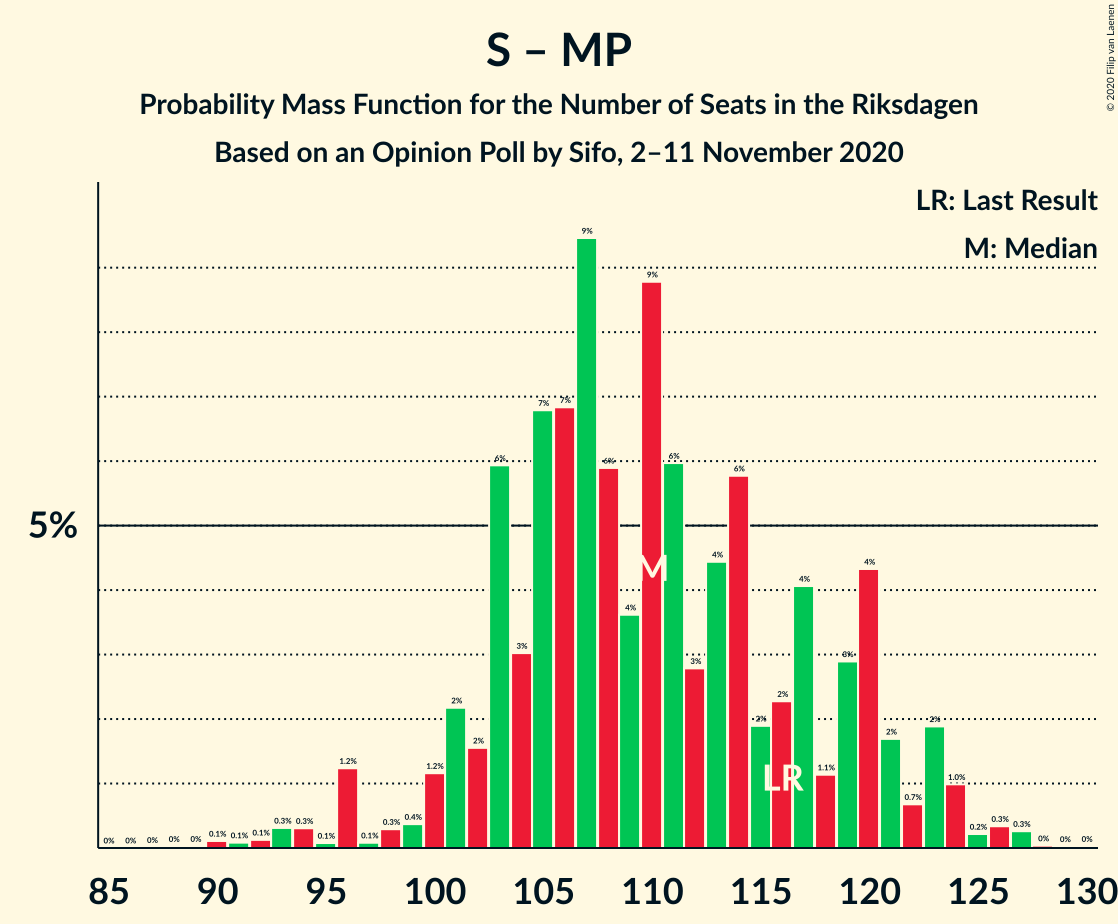 S – MP
Probability Mass Function for the Number of Seats in the Riksdagen
Based on an Opinion Poll by Sifo, 2–11 November 2020
© 2020 Filip van Laenen
LR: Last Result
M: Median
5%
0% 0% 0% 0% 0% 0.1% 0.1% 0.1% 0.3% 0.3% 0.1% 1.2% 0.1% 0.3% 0.4% 1.2% 2% 2% 6% 3% 7% 7% 9% 6% 4% 9% 6% 3% 4% 6% 2% 2% 4% 1.1% 3% 4% 2% 0.7% 2% 1.0% 0.2% 0.3% 0.3% 0% 0% 0%
M
LR
85 90 95 100 105 110 115 120 125 130